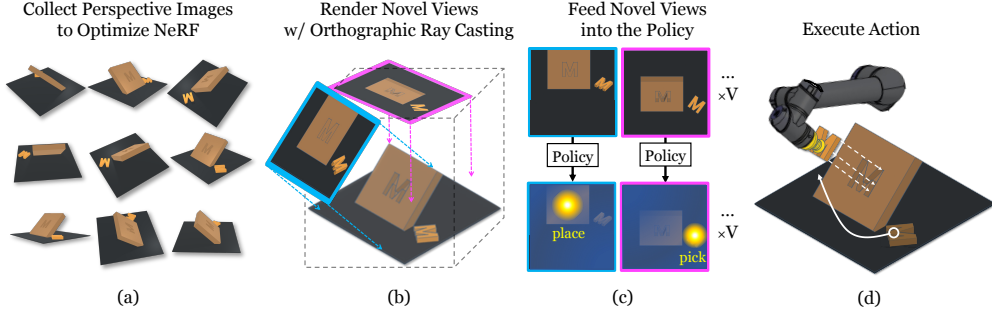 Collect Perspective Images
to Optimize NeRF
Render Novel Views
w/ Orthographic Ray Casting
Feed Novel Views
into the Policy
Execute Action
M
M
M
M
M
M
M
M
M
...
×V
Policy
Policy
place
pick
...
×V
(a)
(b)
(c)
(d)